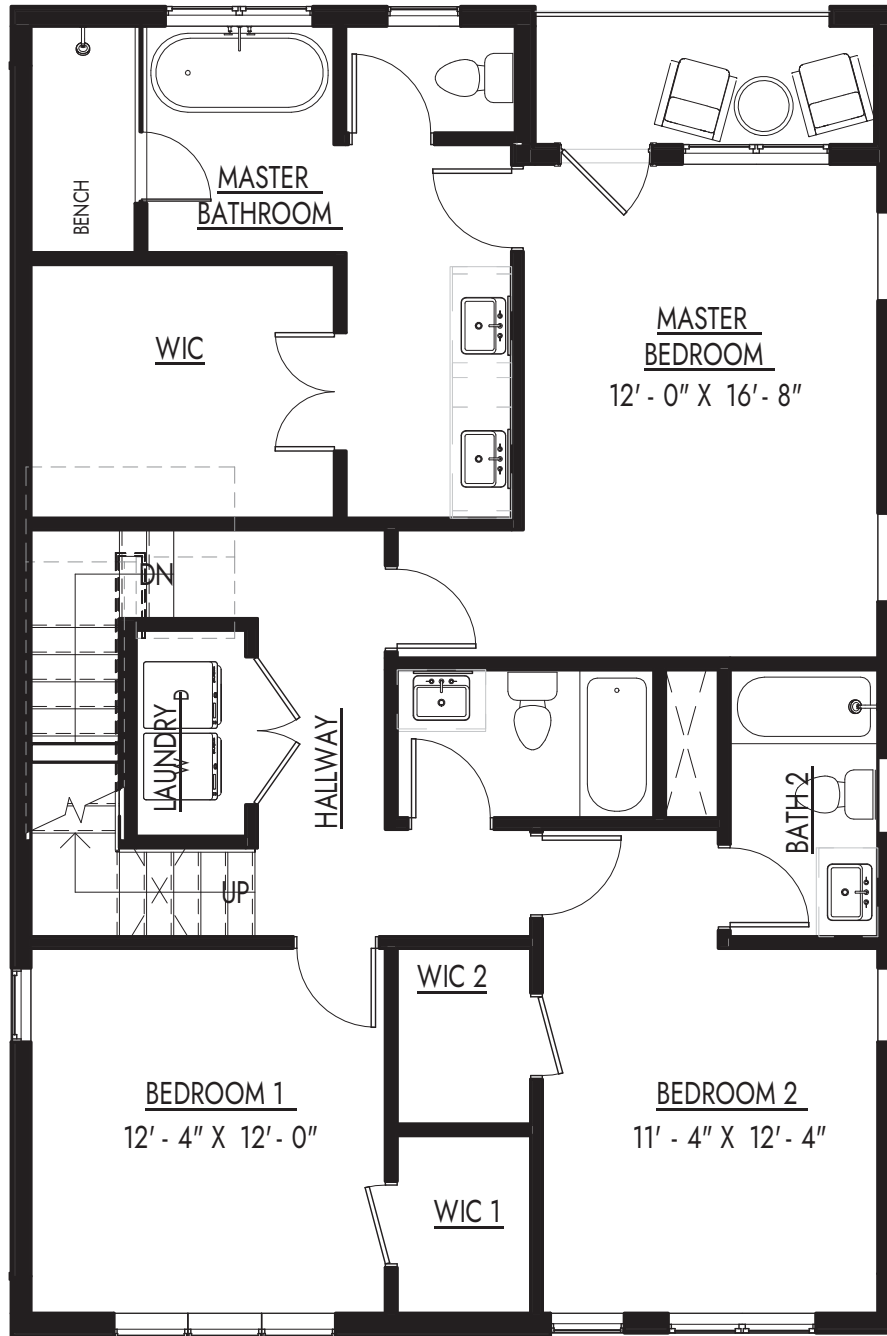 BENCH
MASTER
BATHROOM
WIC
MASTER
BEDROOM
12' - 0" X 16' - 8"
DN
LAUNDRY
D
W
HALLWAY
BATH 2
UP
WIC 2
BEDROOM 1
12' - 4" X 12' - 0"
BEDROOM 2
11' - 4" X 12' - 4"
WIC 1